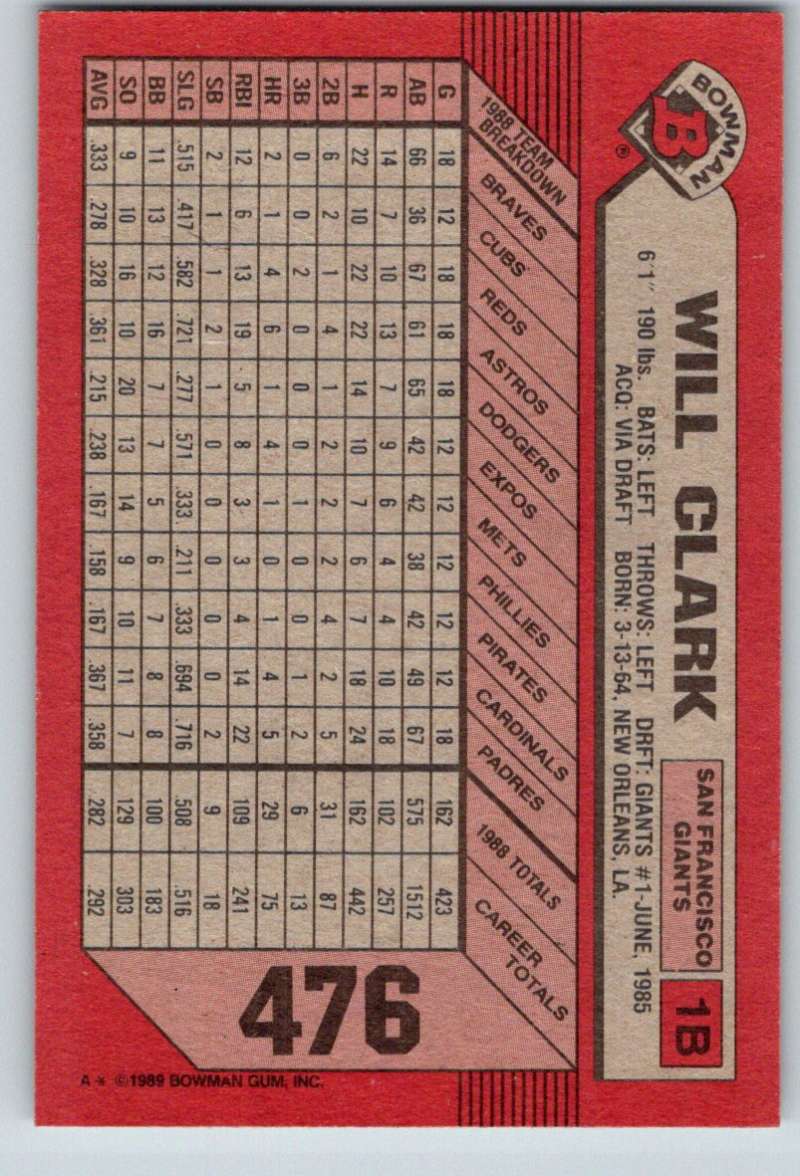 BOWMAN
B
®
WILL CLARK
SAN FRANCISCO
GIANTS
1B
6'1" 190 lbs. BATS: LEFT THROWS: LEFT DRFT: GIANTS #1-JUNE, 1985
ACQ: VIA DRAFT BORN: 3-13-64, NEW ORLEANS, LA.
1988 TEAM
BREAKDOWN
BRAVES
CUBS
REDS
ASTROS
DODGERS
EXPOS
METS
PHILLIES
PIRATES
CARDINALS
PADRES
1988 TOTALS
CAREER
TOTALS
G 18 12 18 18 18 12 12 12 12 12 18 162 423
AB 66 36 67 61 65 42 42 38 42 49 67 575 1512
R 14 7 10 13 7 9 6 4 4 10 18 102 257
H 22 10 22 22 14 10 7 6 7 18 24 162 442
2B 6 2 1 4 1 2 2 2 4 2 5 31 87
3B 0 0 2 0 0 0 1 0 0 1 2 6 13
HR 2 1 4 6 1 4 1 0 1 4 5 29 75
RBI 12 6 13 19 5 8 3 3 4 14 22 109 241
SB 2 1 1 2 1 0 0 0 0 0 2 9 18
SLG .515 .417 .582 .721 .277 .571 .333 .211 .333 .694 .716 .508 .516
BB 11 13 12 16 7 7 5 6 7 8 8 100 183
SO 9 10 16 10 20 13 14 9 10 11 7 129 303
AVG .333 .278 .328 .361 .215 .238 .167 .158 .167 .367 .358 .282 .292
476
A * ©1989 BOWMAN GUM, INC.